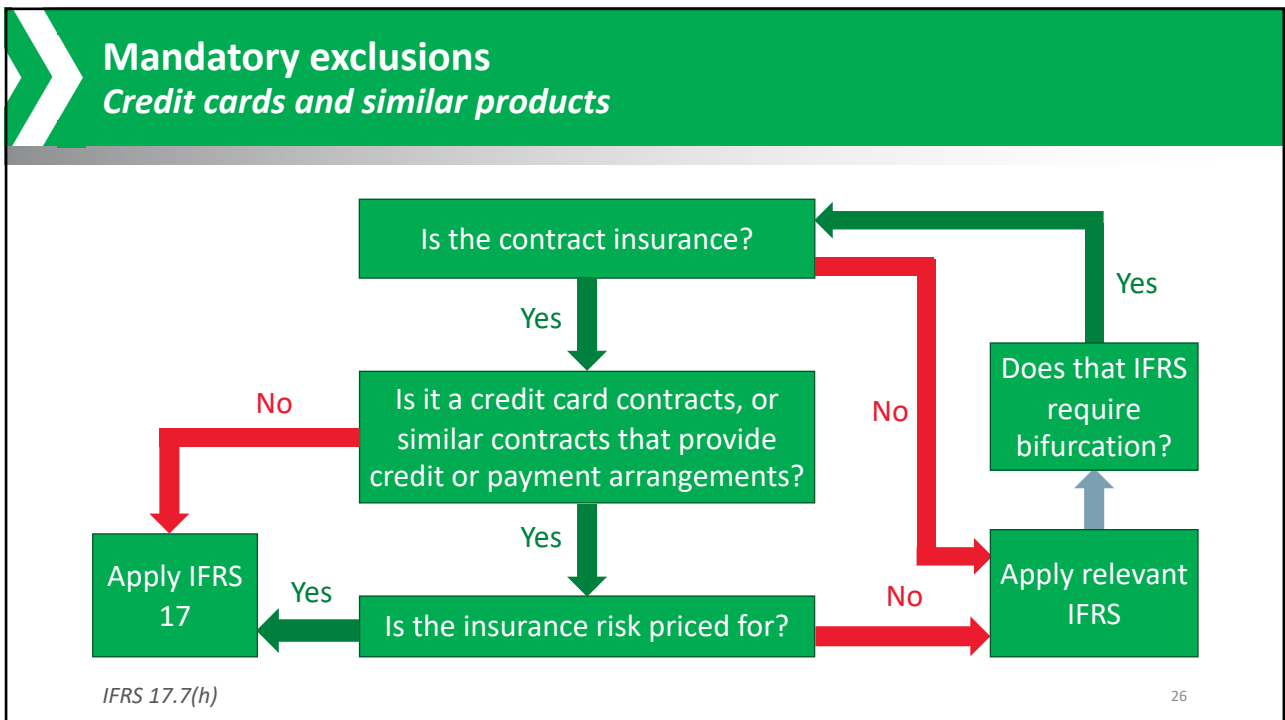 Mandatory exclusions
Credit cards and similar products
Is the contract insurance?
Yes
Yes
Does that IFRS
require
bifurcation?
No
No
Is it a credit card contracts, or
similar contracts that provide
credit or payment arrangements?
Yes
Apply IFRS
17
Yes
Is the insurance risk priced for?
No
Apply relevant
IFRS
IFRS 17.7(h)
26